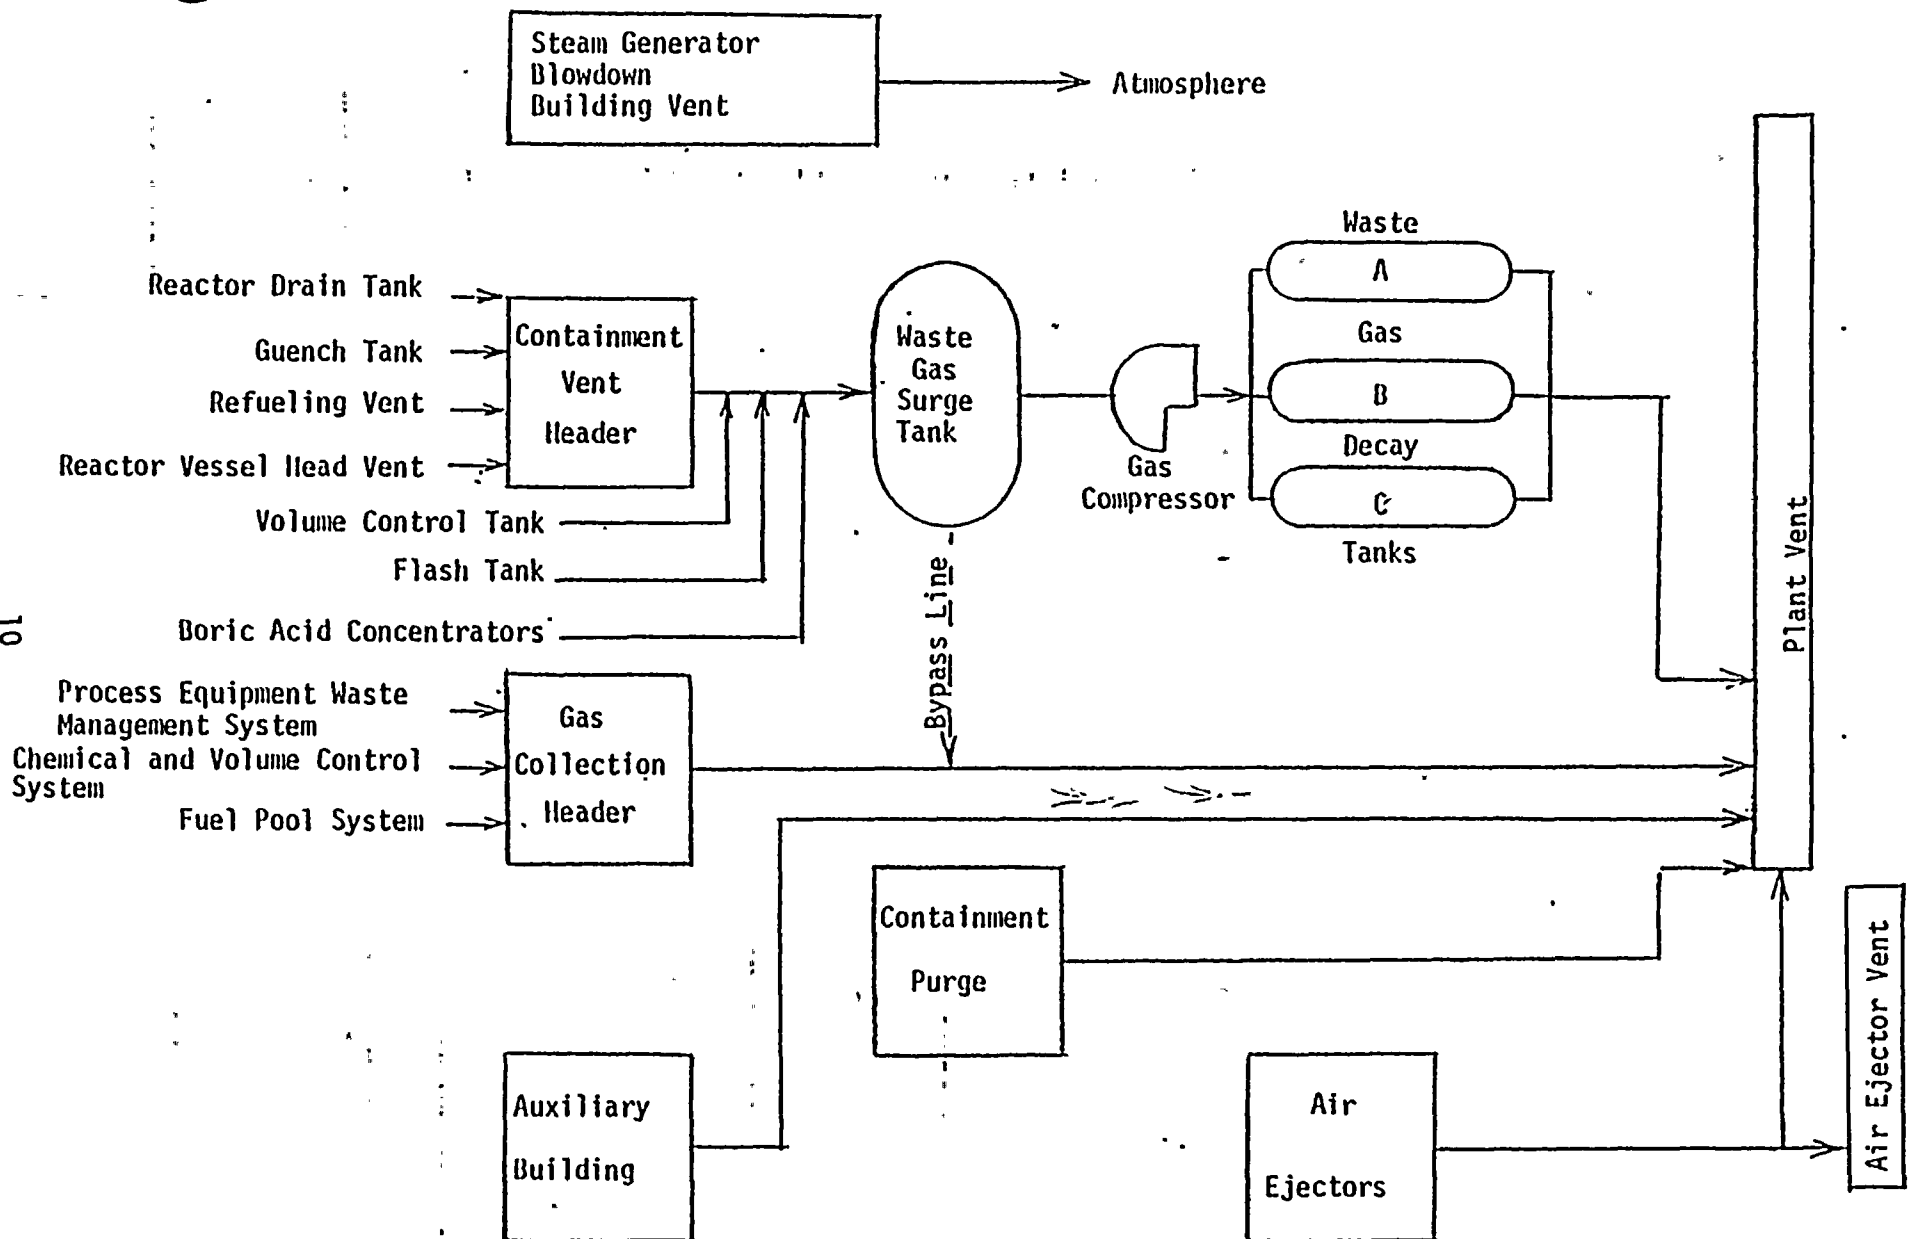 Steam Generator
Blowdown
Building Vent
Atmosphere
Reactor Drain Tank
Guench Tank
Refueling Vent
Reactor Vessel Head Vent
Containment
Vent
Header
Volume Control Tank
Flash Tank
Boric Acid Concentrators
Waste
Gas
Surge
Tank
Bypass Line
Gas
Compressor
Waste
A
Gas
B
Decay
C
Tanks
Plant Vent
10
Process Equipment Waste
Management System
Chemical and Volume Control
System
Fuel Pool System
Gas
Collection
Header
Containment
Purge
Auxiliary
Building
Air
Ejectors
Air Ejector Vent